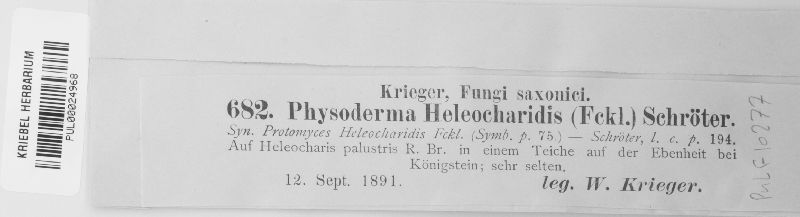 KRIEBEL HERBARIUM
PUL00024968
Krieger, Fungi saxonici.
682. Physoderma Heleocharidis (Fckl.) Schröter.
Syn. Protomyces Heleocharidis Fckl. (Symb. p. 75.) — Schröter, l. c. p. 194.
Auf Heleocharis palustris R. Br. in einem Teiche auf der Ebenheit bei
Königstein; sehr selten.
12. Sept. 1891. leg. W. Krieger.
PUL F10277